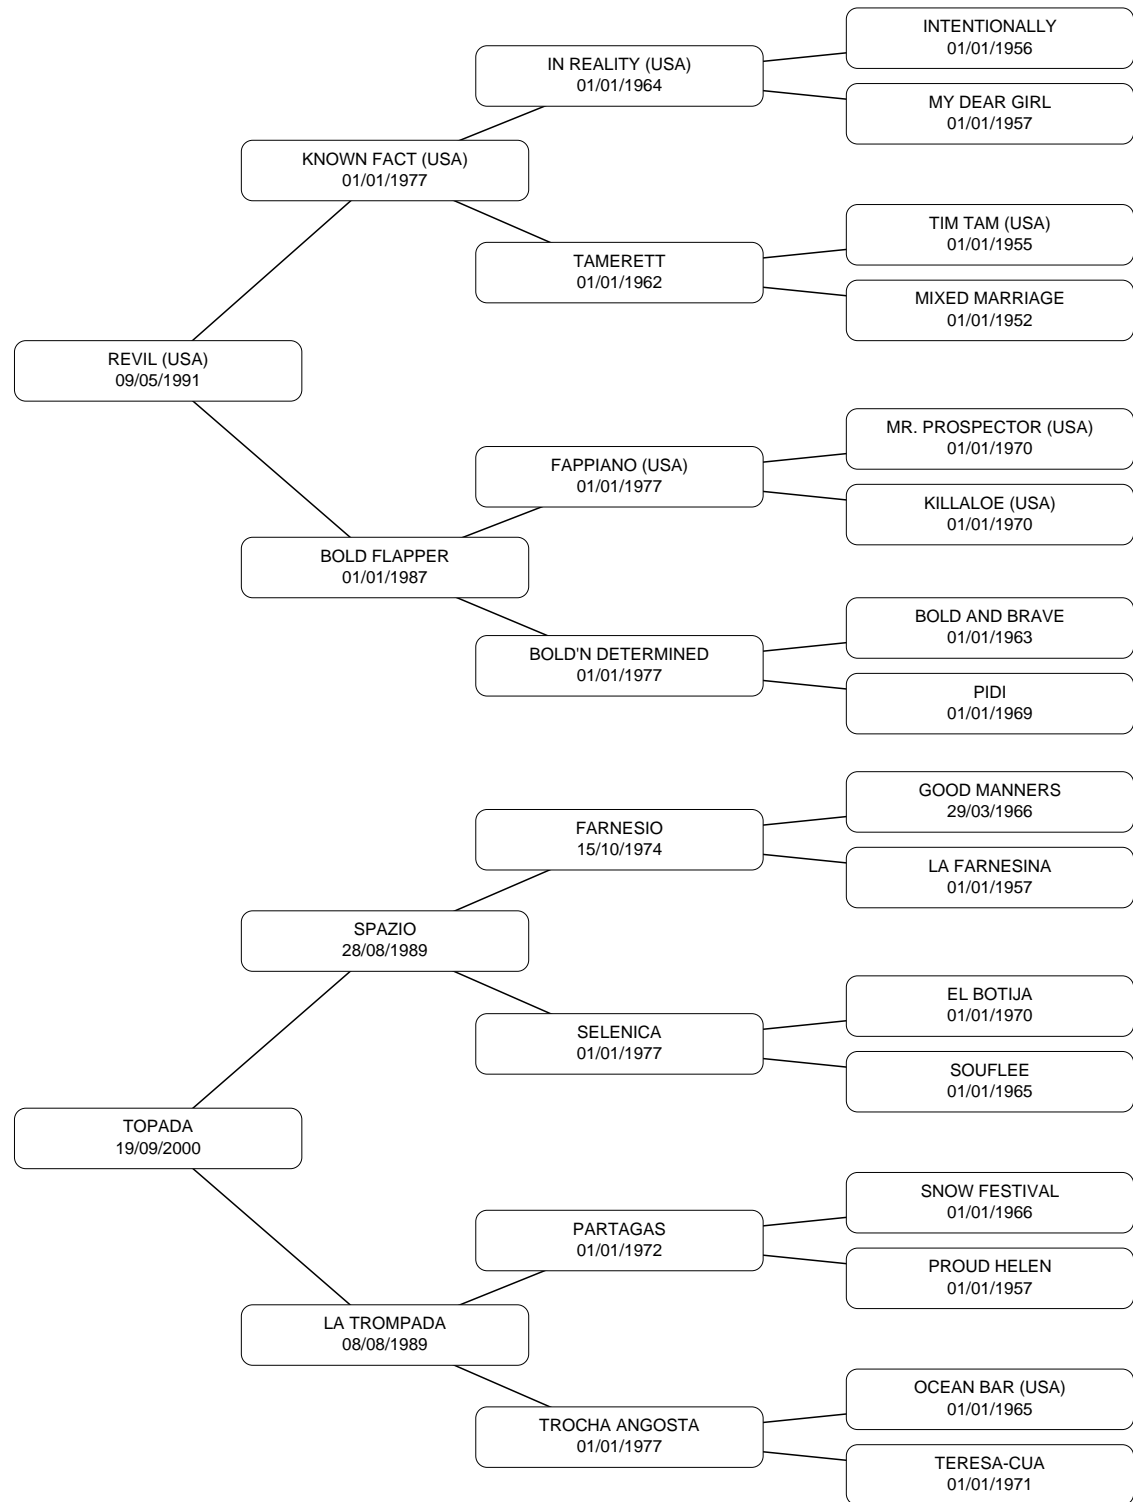 INTENTIONALLY
01/01/1956
IN REALITY (USA)
01/01/1964
MY DEAR GIRL
01/01/1957
KNOWN FACT (USA)
01/01/1977
TIM TAM (USA)
01/01/1955
TAMERETT
01/01/1962
MIXED MARRIAGE
01/01/1952
REVIL (USA)
09/05/1991
MR. PROSPECTOR (USA)
01/01/1970
FAPPIANO (USA)
01/01/1977
KILLALOE (USA)
01/01/1970
BOLD FLAPPER
01/01/1987
BOLD AND BRAVE
01/01/1963
BOLD'N DETERMINED
01/01/1977
PIDI
01/01/1969
GOOD MANNERS
29/03/1966
FARNESIO
15/10/1974
LA FARNESINA
01/01/1957
SPAZIO
28/08/1989
EL BOTIJA
01/01/1970
SELENICA
01/01/1977
SOUFLEE
01/01/1965
TOPADA
19/09/2000
SNOW FESTIVAL
01/01/1966
PARTAGAS
01/01/1972
PROUD HELEN
01/01/1957
LA TROMPADA
08/08/1989
OCEAN BAR (USA)
01/01/1965
TROCHA ANGOSTA
01/01/1977
TERESA-CUA
01/01/1971